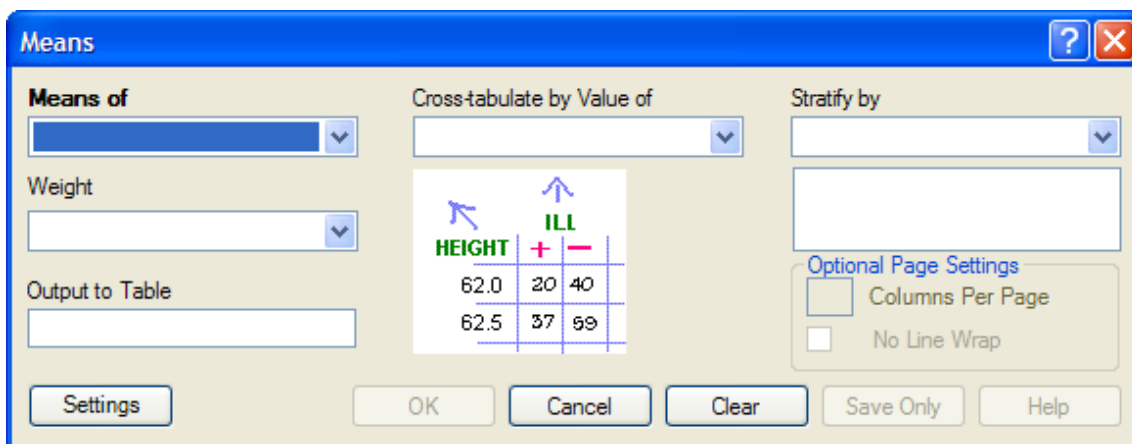 Means
?
Means of
Cross-tabulate by Value of
Stratify by
Weight
ILL
HEIGHT + −
62.0 20 40
62.5 37 59
Output to Table
Optional Page Settings
Columns Per Page
No Line Wrap
Settings
OK
Cancel
Clear
Save Only
Help